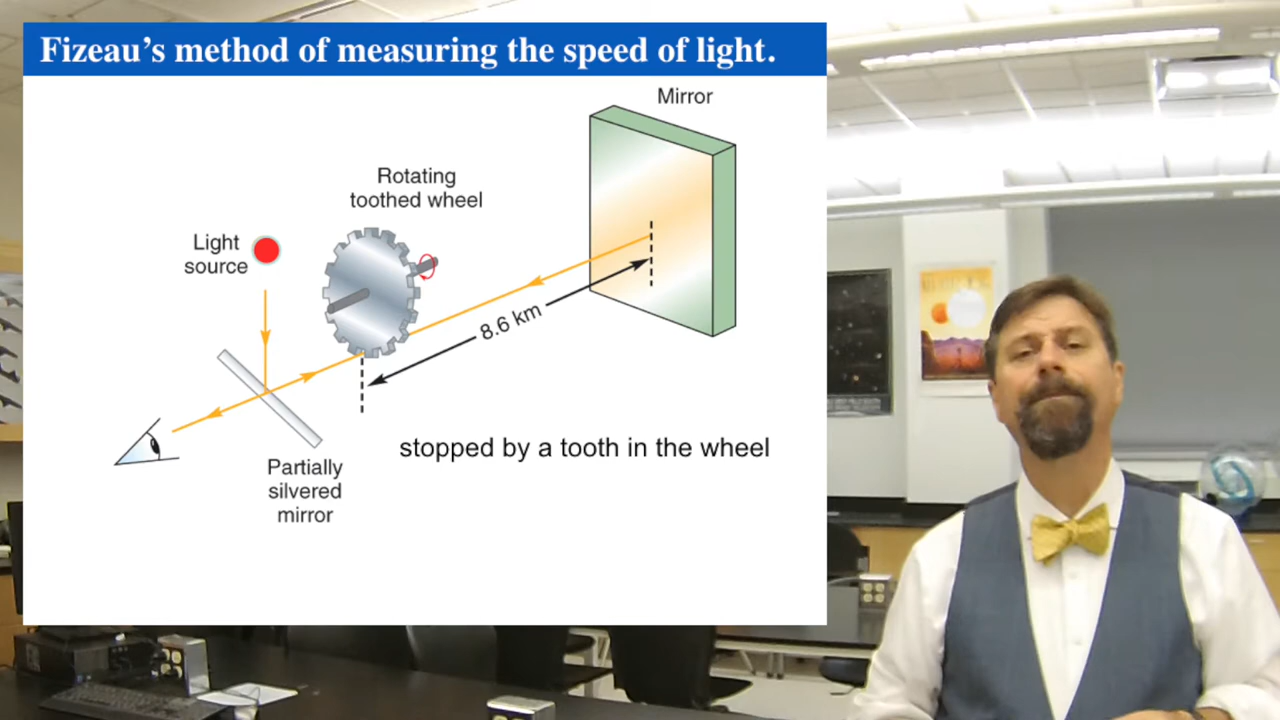 Fizeau's method of measuring the speed of light.
Mirror
Rotating
toothed wheel
Light
source
8.6 km
stopped by a tooth in the wheel
Partially
silvered
mirror